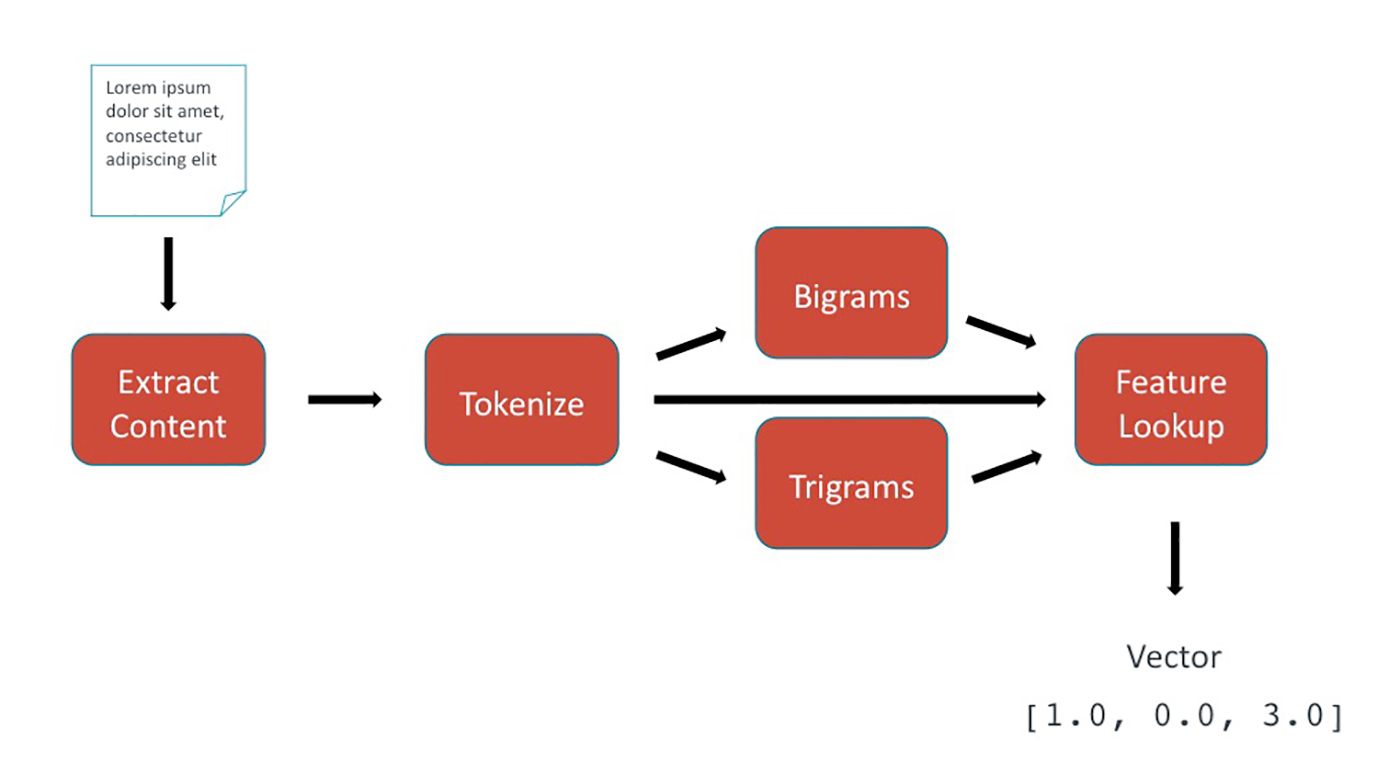 Lorem ipsum
dolor sit amet,
consectetur
adipiscing elit
Extract
Content
Tokenize
Bigrams
Trigrams
Feature
Lookup
Vector
[1.0, 0.0, 3.0]